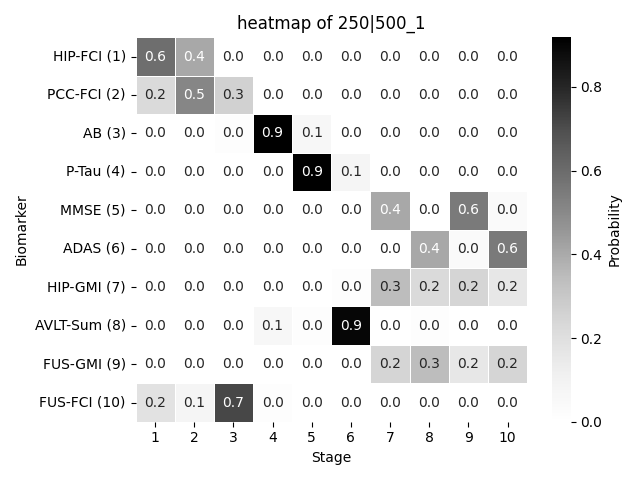 heatmap of 250|500_1
HIP-FCI (1) 0.6 0.4 0.0 0.0 0.0 0.0 0.0 0.0 0.0 0.0
PCC-FCI (2) 0.2 0.5 0.3 0.0 0.0 0.0 0.0 0.0 0.0 0.0
AB (3) 0.0 0.0 0.0 0.9 0.1 0.0 0.0 0.0 0.0 0.0
P-Tau (4) 0.0 0.0 0.0 0.0 0.9 0.1 0.0 0.0 0.0 0.0
MMSE (5) 0.0 0.0 0.0 0.0 0.0 0.0 0.4 0.0 0.6 0.0
ADAS (6) 0.0 0.0 0.0 0.0 0.0 0.0 0.0 0.4 0.0 0.6
HIP-GMI (7) 0.0 0.0 0.0 0.0 0.0 0.0 0.3 0.2 0.2 0.2
AVLT-Sum (8) 0.0 0.0 0.0 0.1 0.0 0.9 0.0 0.0 0.0 0.0
FUS-GMI (9) 0.0 0.0 0.0 0.0 0.0 0.0 0.2 0.3 0.2 0.2
FUS-FCI (10) 0.2 0.1 0.7 0.0 0.0 0.0 0.0 0.0 0.0 0.0
1 2 3 4 5 6 7 8 9 10
Stage
Biomarker
0.8
0.6
0.4
0.2
0.0
Probability